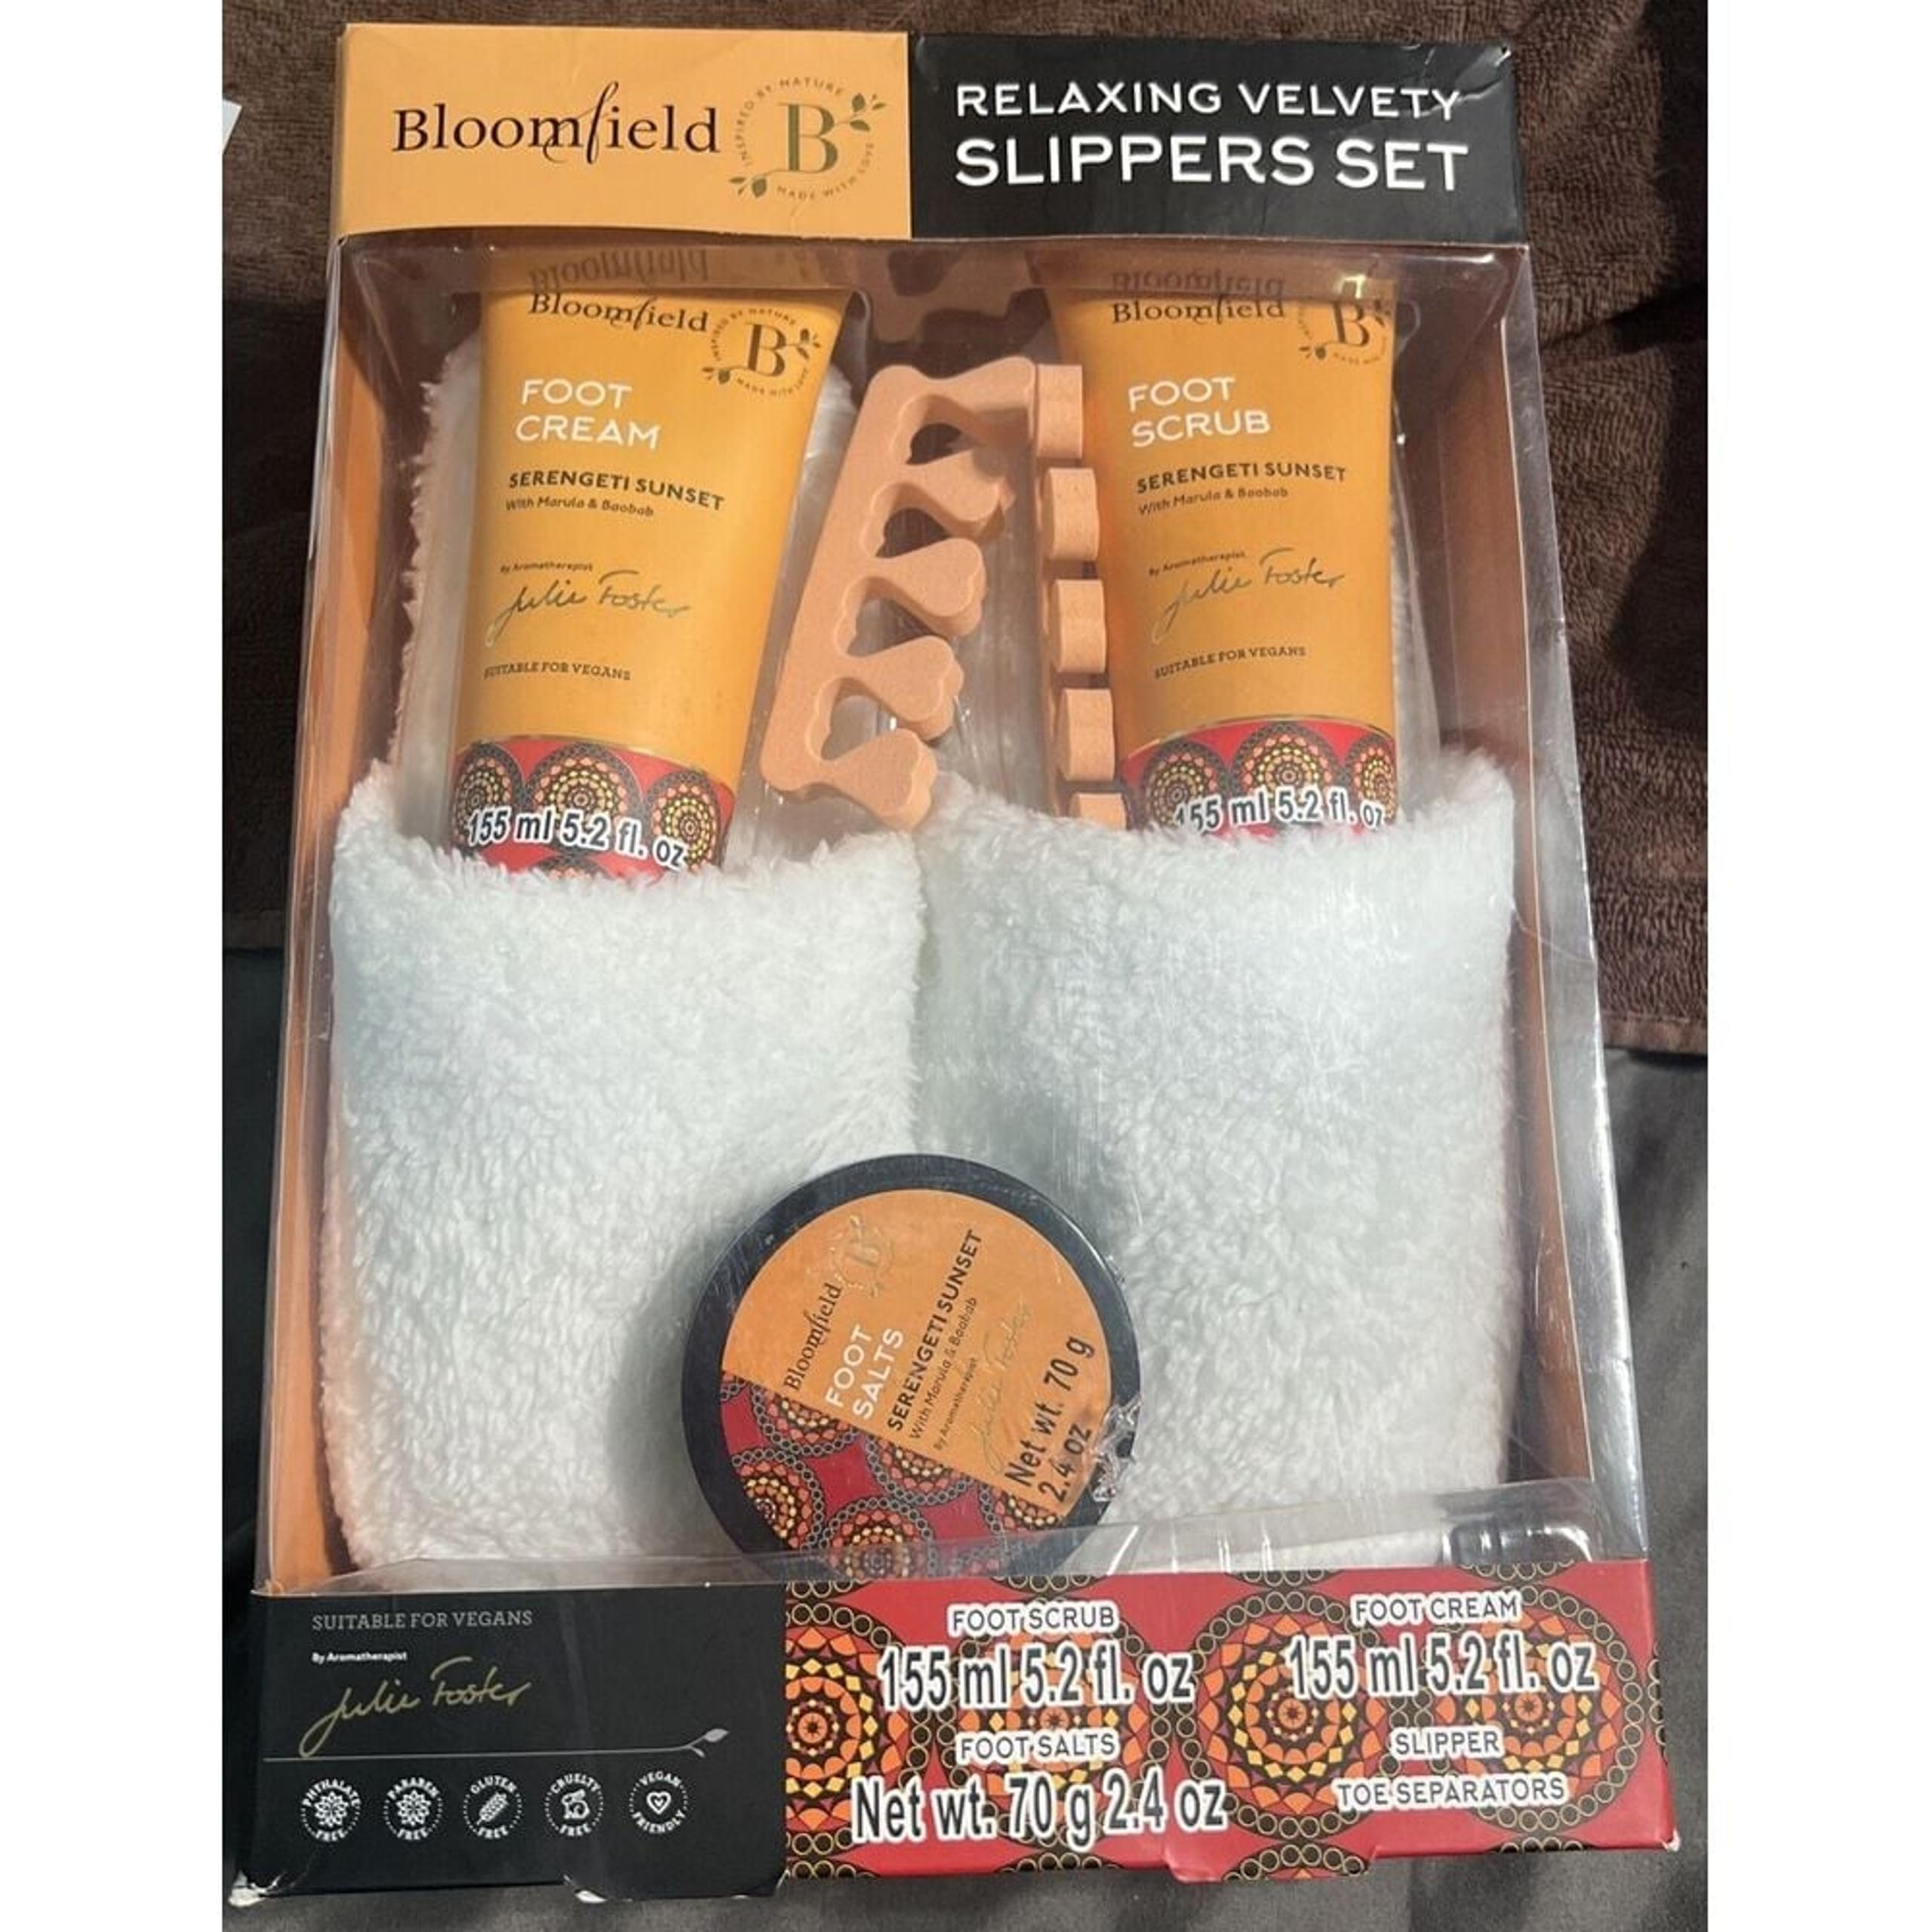 Bloomfield
INSPIRED BY NATURE
B
MADE WITH LOVE
RELAXING VELVETY
SLIPPERS SET
Bloomfield
INSPIRED BY NATURE
B
MADE WITH LOVE
FOOT
CREAM
SERENGETI SUNSET
With Marula & Baobab
By Aromatherapist
Julie Foster
SUITABLE FOR VEGANS
155 ml 5.2 fl. oz
Bloomfield
B
FOOT
SCRUB
SERENGETI SUNSET
With Marula & Baobab
By Aromatherapist
Julie Foster
SUITABLE FOR VEGANS
155 ml 5.2 fl. oz
Bloomfield
B
FOOT
SALTS
SERENGETI SUNSET
With Marula & Baobab
By Aromatherapist
Julie Foster
Net wt. 70 g
2.4 oz
SUITABLE FOR VEGANS
By Aromatherapist
Julie Foster
PHTHALATE FREE
PARABEN FREE
GLUTEN FREE
CRUELTY FREE
VEGAN FRIENDLY
FOOT SCRUB
155 ml 5.2 fl. oz
FOOT SALTS
Net wt. 70 g 2.4 oz
FOOT CREAM
155 ml 5.2 fl. oz
SLIPPER
TOE SEPARATORS